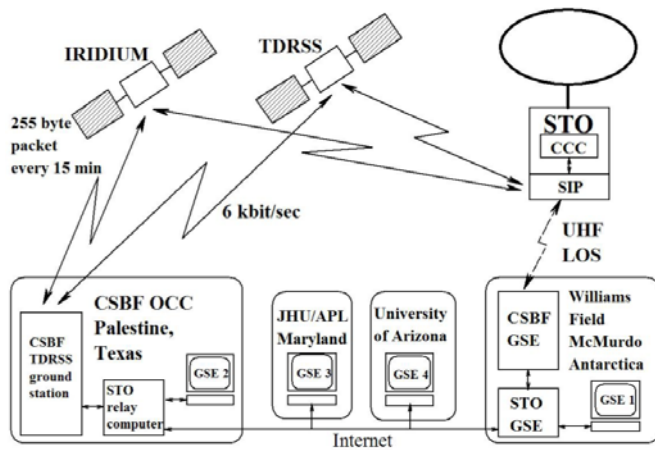 IRIDIUM
TDRSS
255 byte
packet
every 15 min
6 kbit/sec
STO
CCC
SIP
UHF
LOS
CSBF OCC
Palestine,
Texas
CSBF
TDRSS
ground
station
STO
relay
computer
GSE 2
JHU/APL
Maryland
GSE 3
University
of Arizona
GSE 4
Internet
CSBF
GSE
STO
GSE
Williams
Field
McMurdo
Antarctica
GSE 1